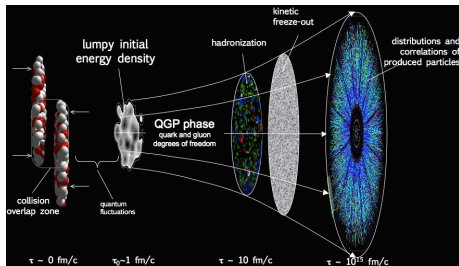 kinetic
freeze-out
lumpy initial
energy density
hadronization
distributions and
correlations of
produced particles
QGP phase
quark and gluon
degrees of freedom
collision
overlap zone
quantum
fluctuations
τ ~ 0 fm/c
τ₀~1 fm/c
τ ~ 10 fm/c
τ ~ 10¹⁵ fm/c